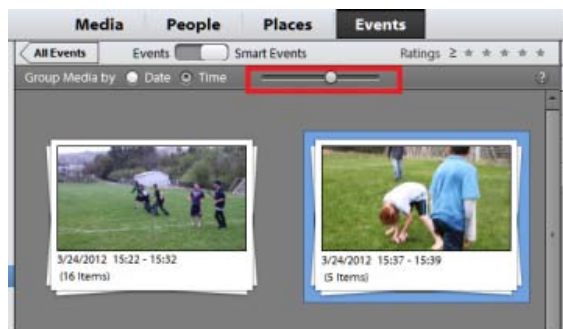 Media People Places Events
All Events Events Smart Events Ratings ≥
Group Media by Date Time ?
3/24/2012 15:22 - 15:32 3/24/2012 15:37 - 15:39
(16 Items) (5 Items)